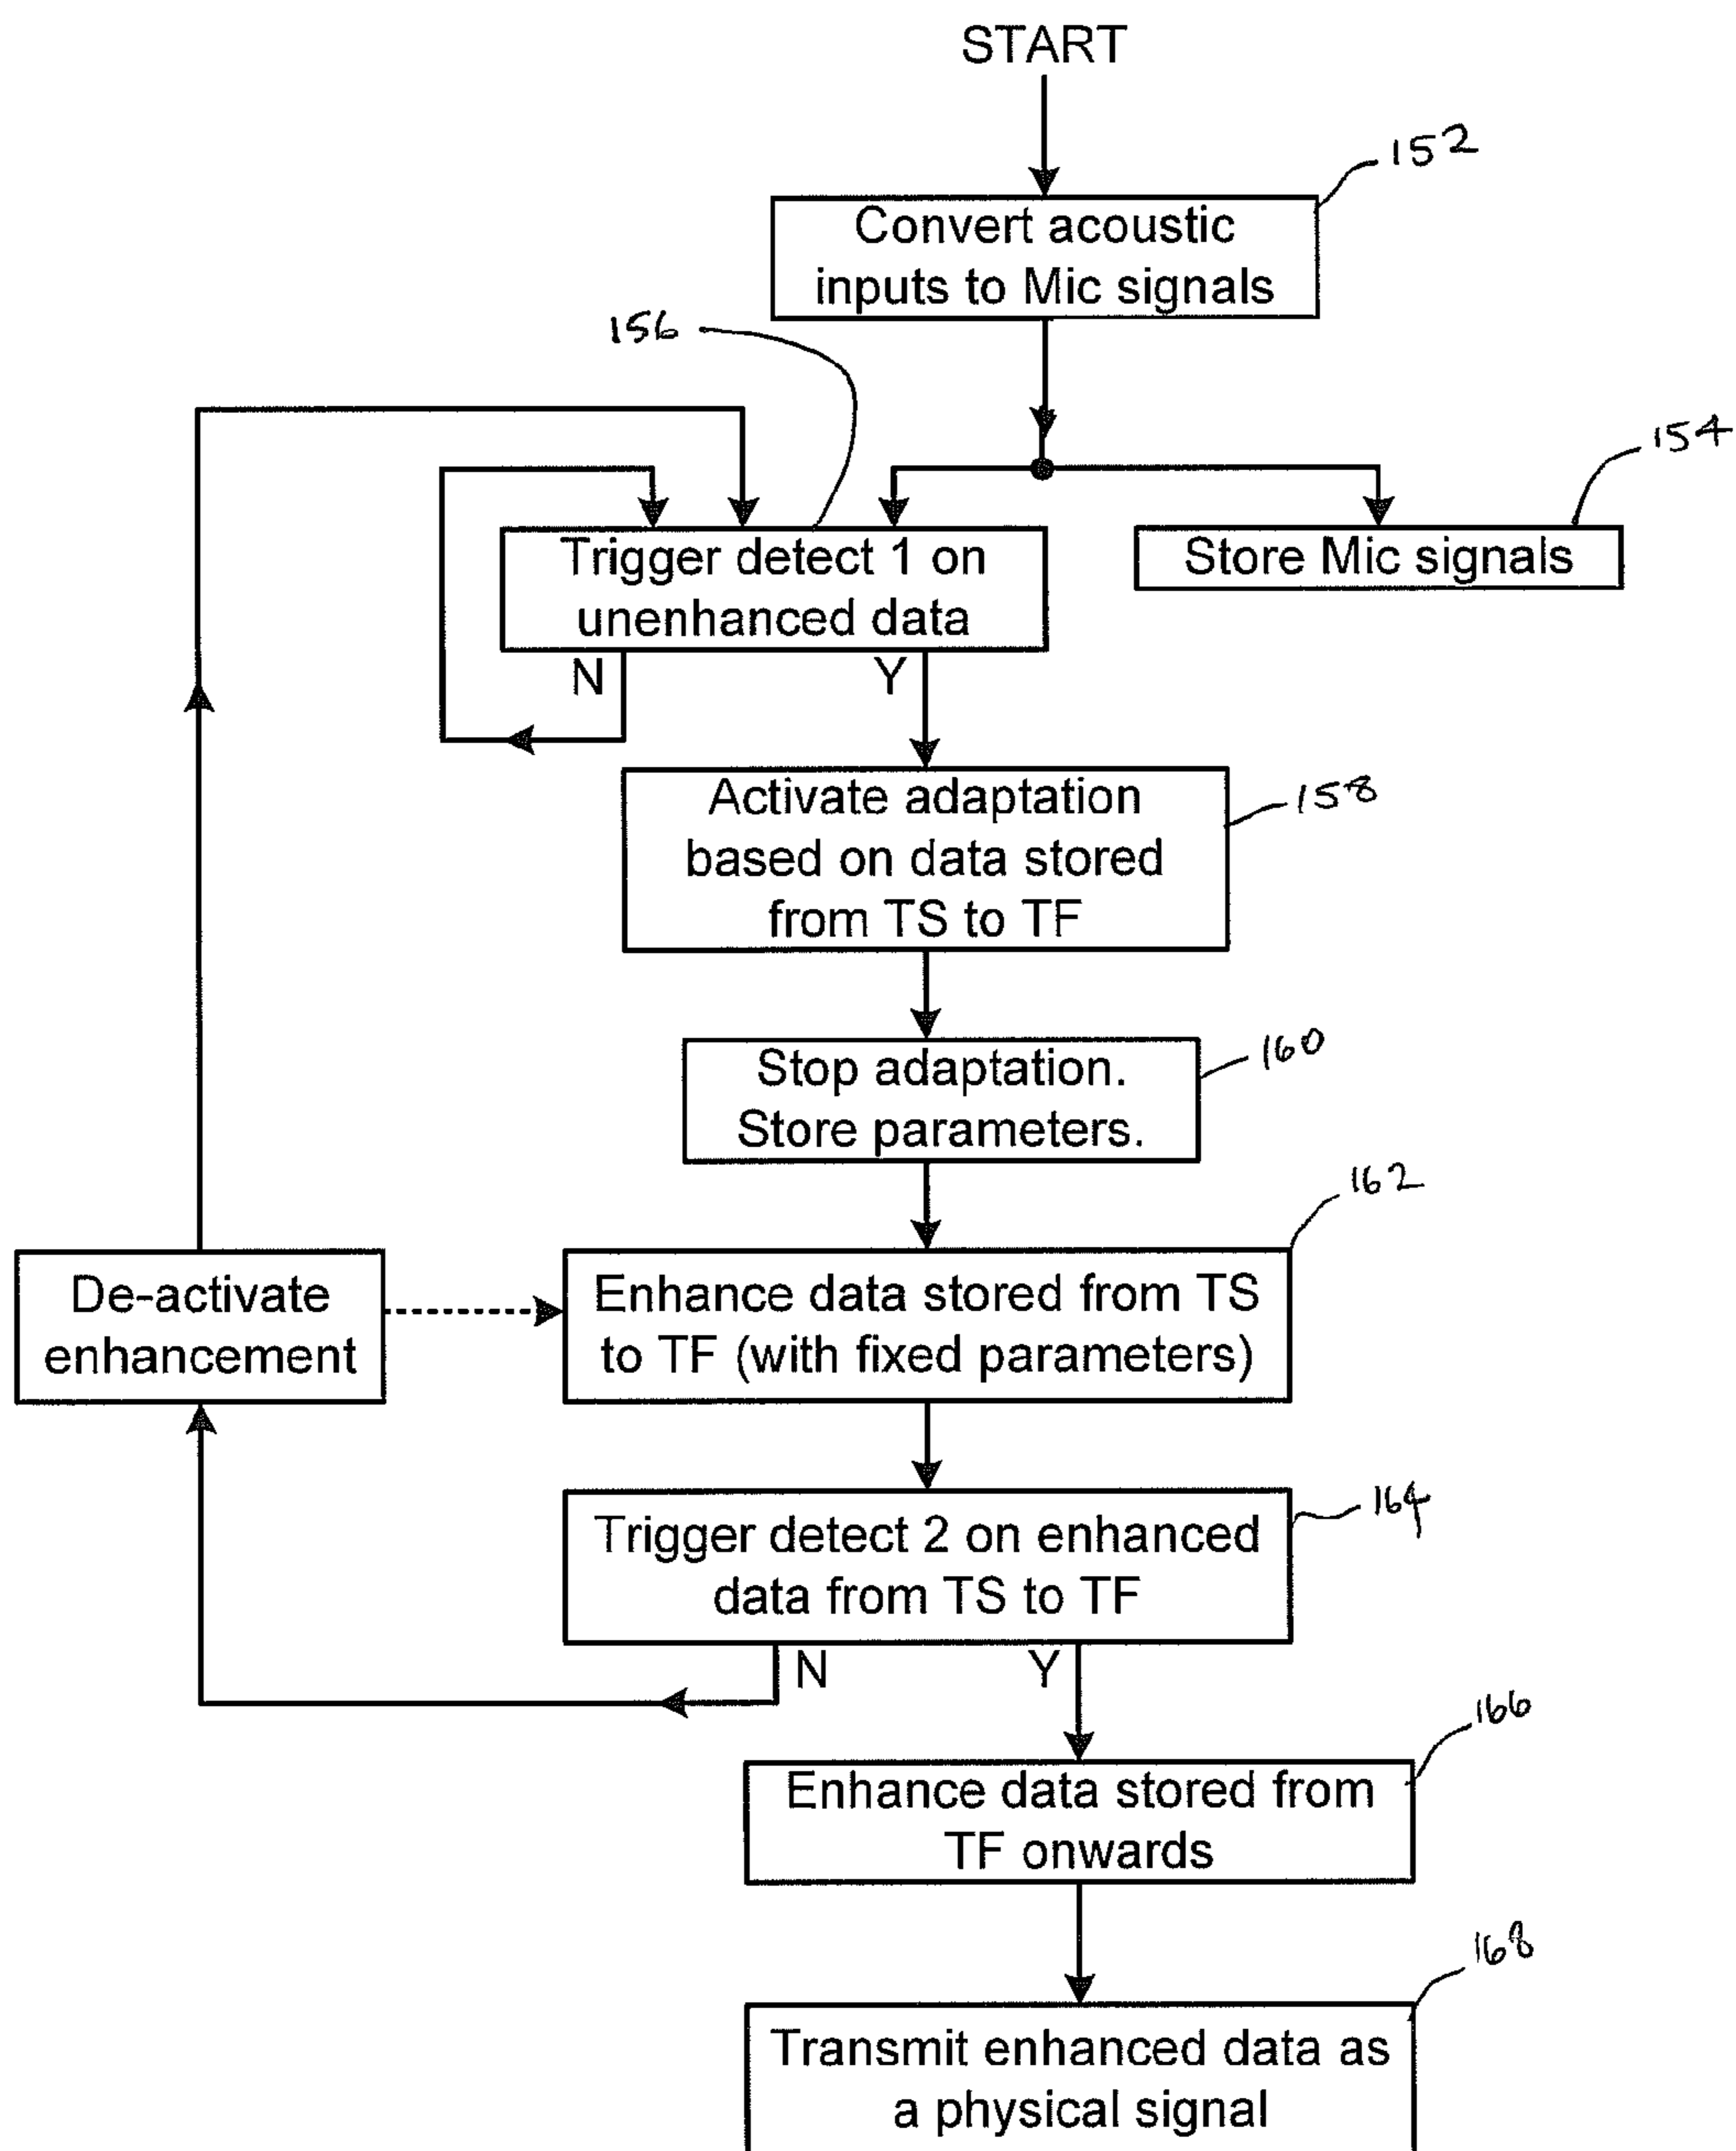 START
152
Convert acoustic
inputs to Mic signals
156
154
Trigger detect 1 on
unenhanced data
Store Mic signals
N
Y
Activate adaptation
based on data stored
from TS to TF
158
Stop adaptation.
Store parameters.
160
162
De-activate
enhancement
Enhance data stored from TS
to TF (with fixed parameters)
Trigger detect 2 on enhanced
data from TS to TF
164
N
Y
166
Enhance data stored from
TF onwards
168
Transmit enhanced data as
a physical signal